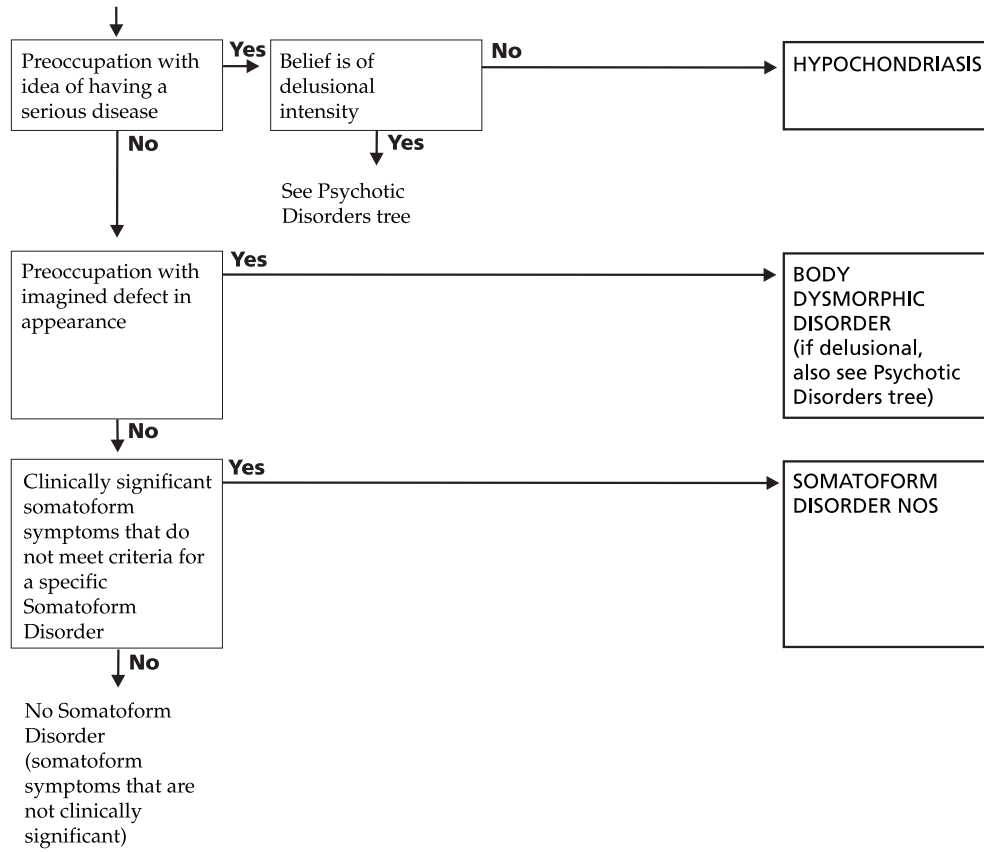 Preoccupation with
idea of having a
serious disease
Yes
Belief is of
delusional
intensity
No
HYPOCHONDRIASIS
No
Yes
See Psychotic
Disorders tree
Preoccupation with
imagined defect in
appearance
Yes
BODY
DYSMORPHIC
DISORDER
(if delusional,
also see Psychotic
Disorders tree)
No
Clinically significant
somatoform
symptoms that do
not meet criteria for
a specific
Somatoform
Disorder
Yes
SOMATOFORM
DISORDER NOS
No
No Somatoform
Disorder
(somatoform
symptoms that are
not clinically
significant)